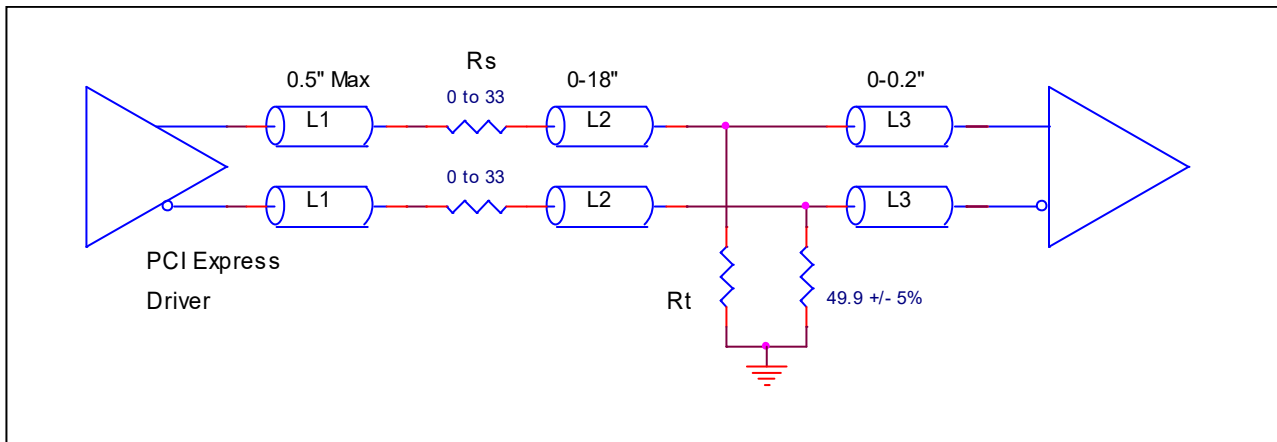 Rs
0.5" Max
0-18"
0-0.2"
0 to 33
L1
L2
L3
0 to 33
L1
L2
L3
PCI Express
Driver
Rt
49.9 +/- 5%